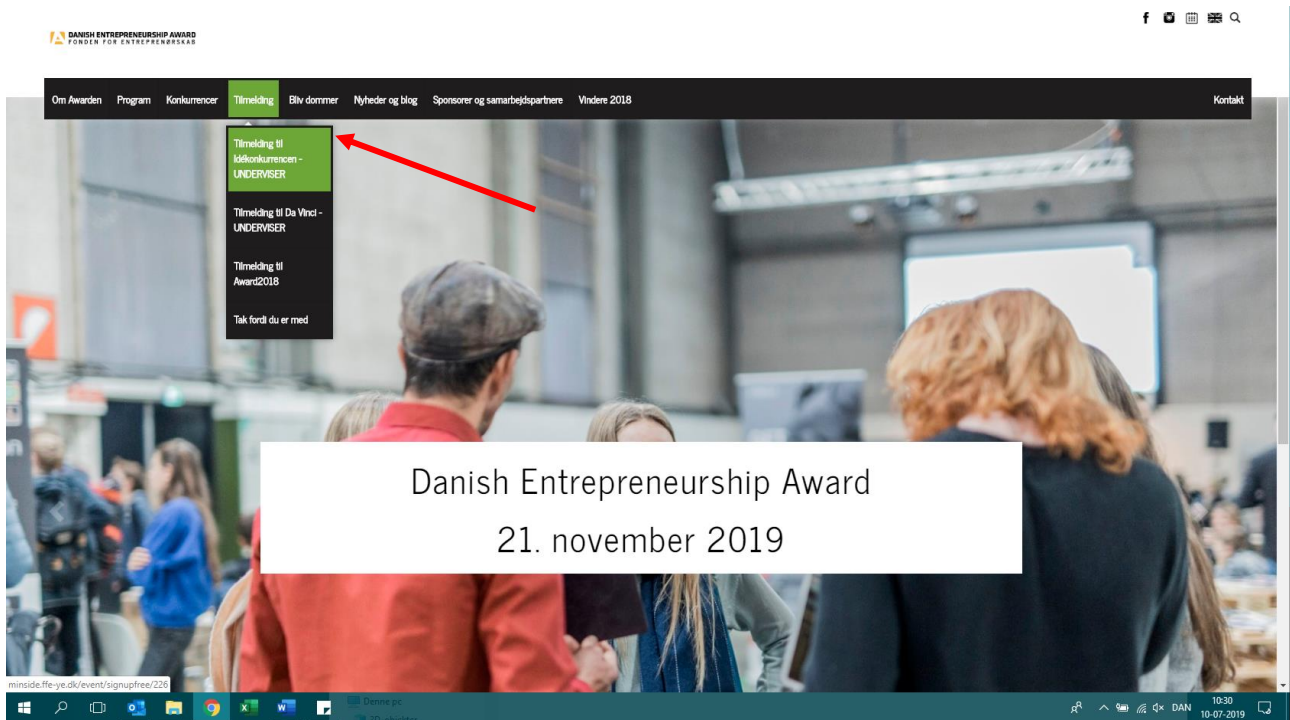 DANISH ENTREPRENEURSHIP AWARD
FONDEN FOR ENTREPRENØRSKAB
Om Awarden Program Konkurrencer Tilmelding Bliv dommer Nyheder og blog Sponsorer og samarbejdspartnere Vindere 2018 Kontakt
Tilmelding til
Idékonkurrencen -
UNDERVISER
Tilmelding til Da Vinci -
UNDERVISER
Tilmelding til
Award2018
Tak fordi du er med
Danish Entrepreneurship Award
21. november 2019
minside.ffe-ye.dk/event/signupfree/226
Denne pc
3D-objekter
DAN
10:30
10-07-2019